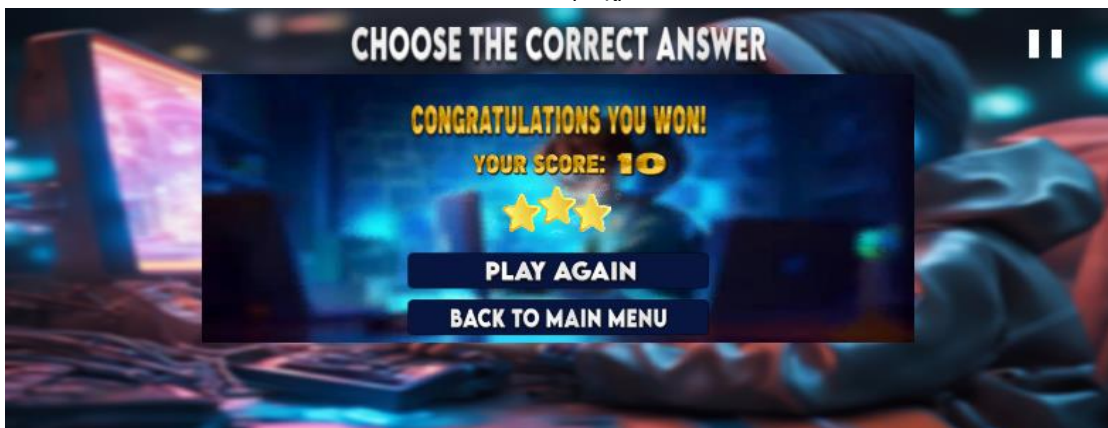 CHOOSE THE CORRECT ANSWER
CONGRATULATIONS YOU WON!
YOUR SCORE: 10
PLAY AGAIN
BACK TO MAIN MENU